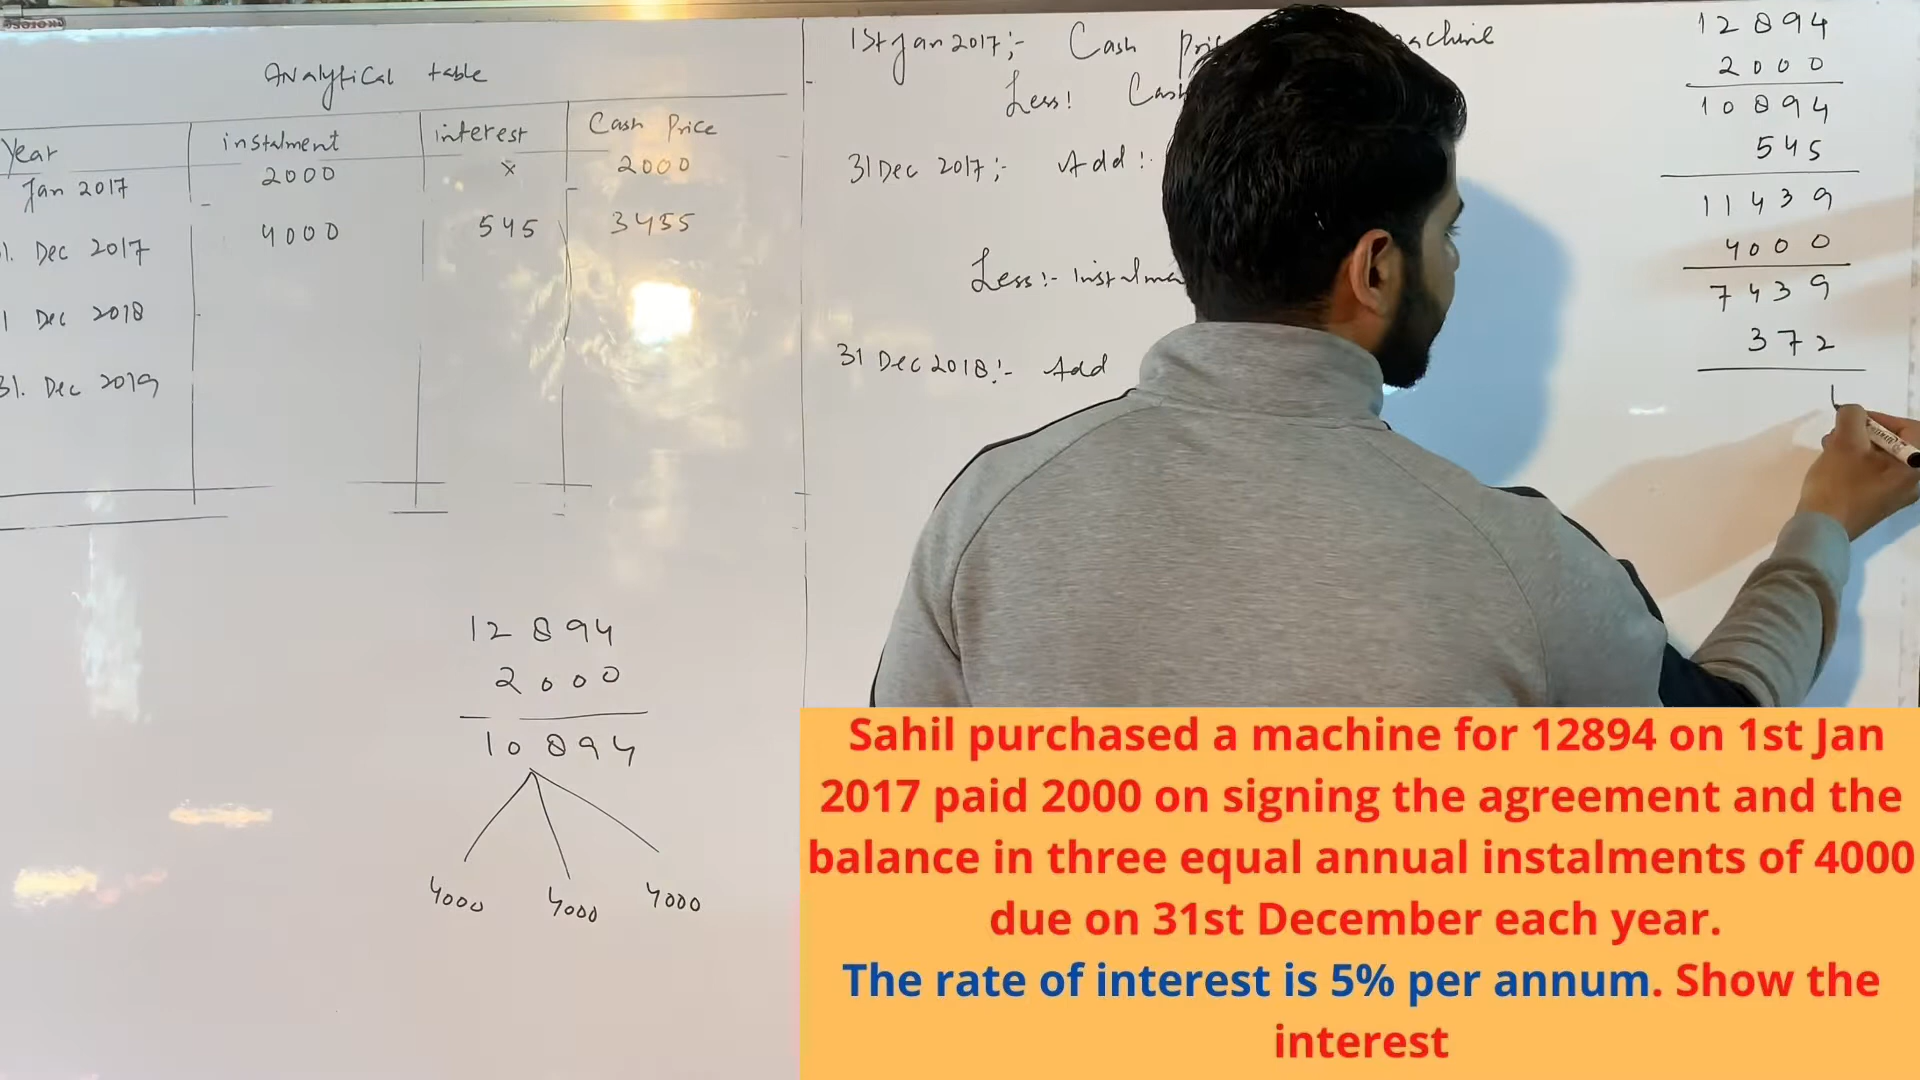 Analytical table
Year instalment interest Cash Price
Jan 2017 2000 × 2000
31. Dec 2017 4000 545 3455
31 Dec 2018
31. Dec 2019
12894
2000
10894
4000 4000 4000
1st Jan 2017:- Cash 12894
Less! 2000
10894
31 Dec 2017:- Add:- 545
11439
Less:- 4000
7439
31 Dec 2018:- Add 372
Sahil purchased a machine for 12894 on 1st Jan
2017 paid 2000 on signing the agreement and the
balance in three equal annual instalments of 4000
due on 31st December each year.
The rate of interest is 5% per annum. Show the
interest